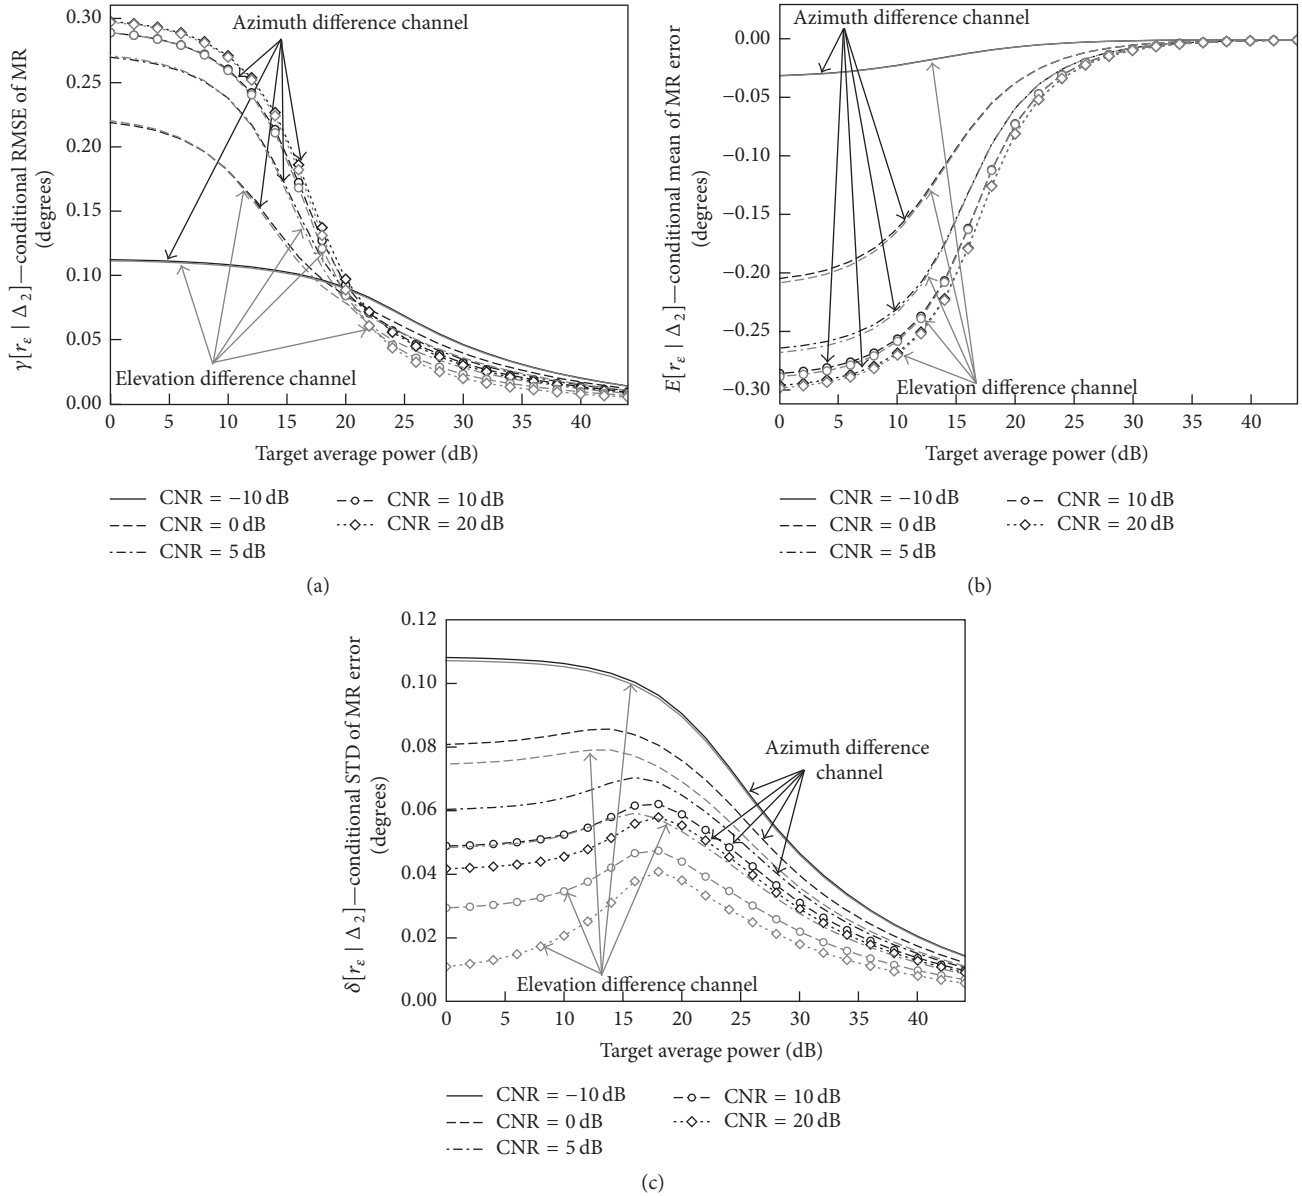 0.30
0.25
0.20
0.15
0.10
0.05
0.00
γ[rε | Δ2]—conditional RMSE of MR
(degrees)
Azimuth difference channel
Elevation difference channel
0 5 10 15 20 25 30 35 40
Target average power (dB)
CNR = −10 dB
CNR = 0 dB
CNR = 5 dB
CNR = 10 dB
CNR = 20 dB
(a)
0.00
−0.05
−0.10
−0.15
−0.20
−0.25
−0.30
E[rε | Δ2]—conditional mean of MR error
(degrees)
Azimuth difference channel
Elevation difference channel
0 5 10 15 20 25 30 35 40
Target average power (dB)
CNR = −10 dB
CNR = 0 dB
CNR = 5 dB
CNR = 10 dB
CNR = 20 dB
(b)
0.12
0.10
0.08
0.06
0.04
0.02
0.00
δ[rε | Δ2]—conditional STD of MR error
(degrees)
Azimuth difference
channel
Elevation difference channel
0 5 10 15 20 25 30 35 40
Target average power (dB)
CNR = −10 dB
CNR = 0 dB
CNR = 5 dB
CNR = 10 dB
CNR = 20 dB
(c)